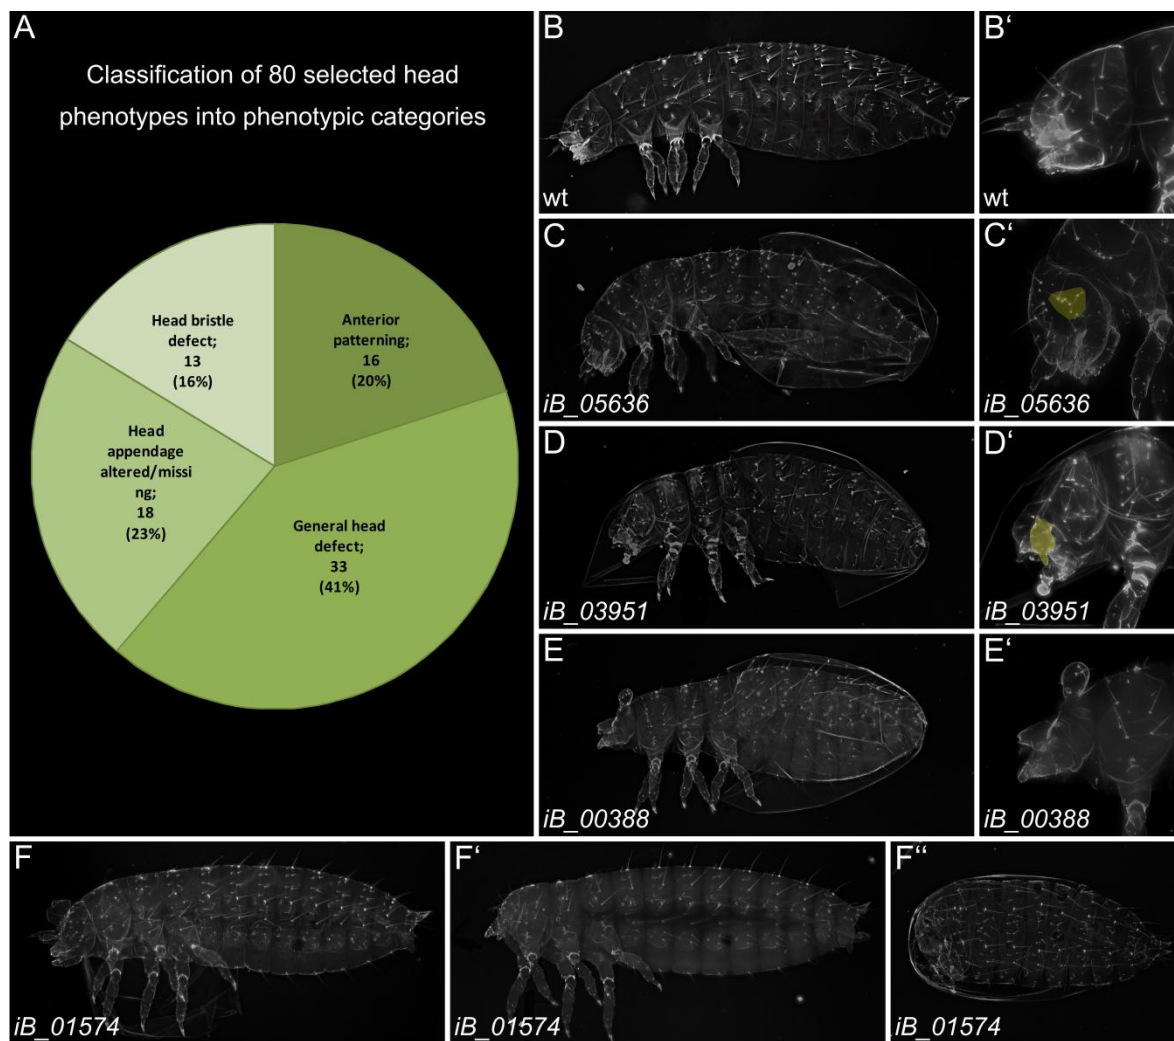 A
Classification of 80 selected head
phenotypes into phenotypic categories
Head bristle
defect;
13
(16%)
Anterior
patterning;
16
(20%)
Head
appendage
altered/missi
ng;
18
(23%)
General head
defect;
33
(41%)
B
wt
B‘
wt
C
iB_05636
C‘
iB_05636
D
iB_03951
D‘
iB_03951
E
iB_00388
E‘
iB_00388
F
iB_01574
F‘
iB_01574
F“
iB_01574